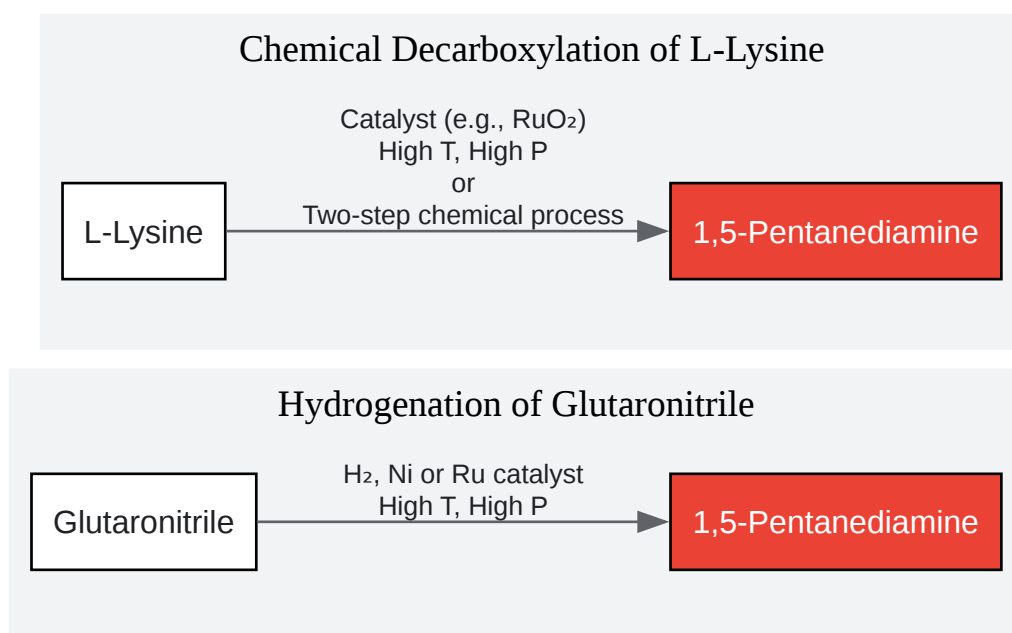 Chemical Decarboxylation of L-Lysine
Catalyst (e.g., RuO₂)
High T, High P
or
Two-step chemical process
L-Lysine
1,5-Pentanediamine
Hydrogenation of Glutaronitrile
H₂, Ni or Ru catalyst
High T, High P
Glutaronitrile
1,5-Pentanediamine